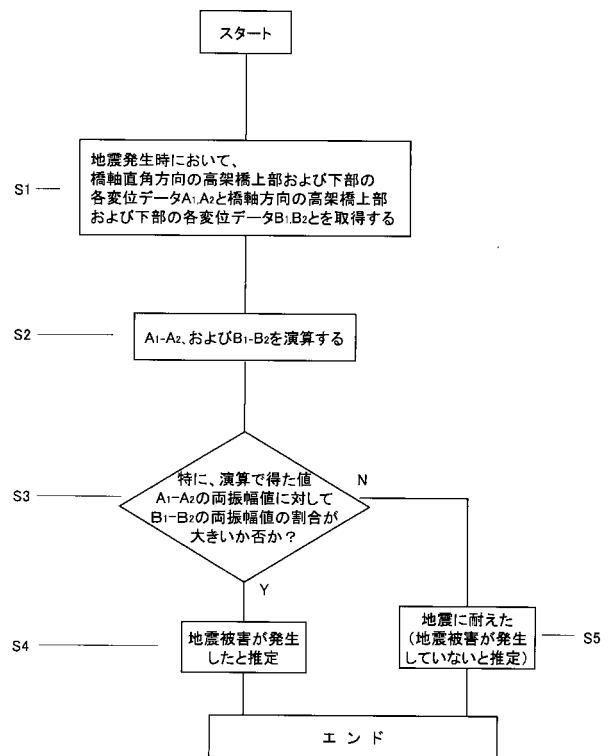 スタート
S1
地震発生時において、
橋軸直角方向の高架橋上部および下部の
各変位データA1,A2と橋軸方向の高架橋上部
および下部の各変位データB1,B2とを取得する
S2
A1-A2、およびB1-B2を演算する
S3
特に、演算で得た値
A1-A2の両振幅値に対して
B1-B2の両振幅値の割合が
大きいか否か？
N
Y
S4
地震被害が発生
したと推定
地震に耐えた
(地震被害が発生
していないと推定)
S5
エンド